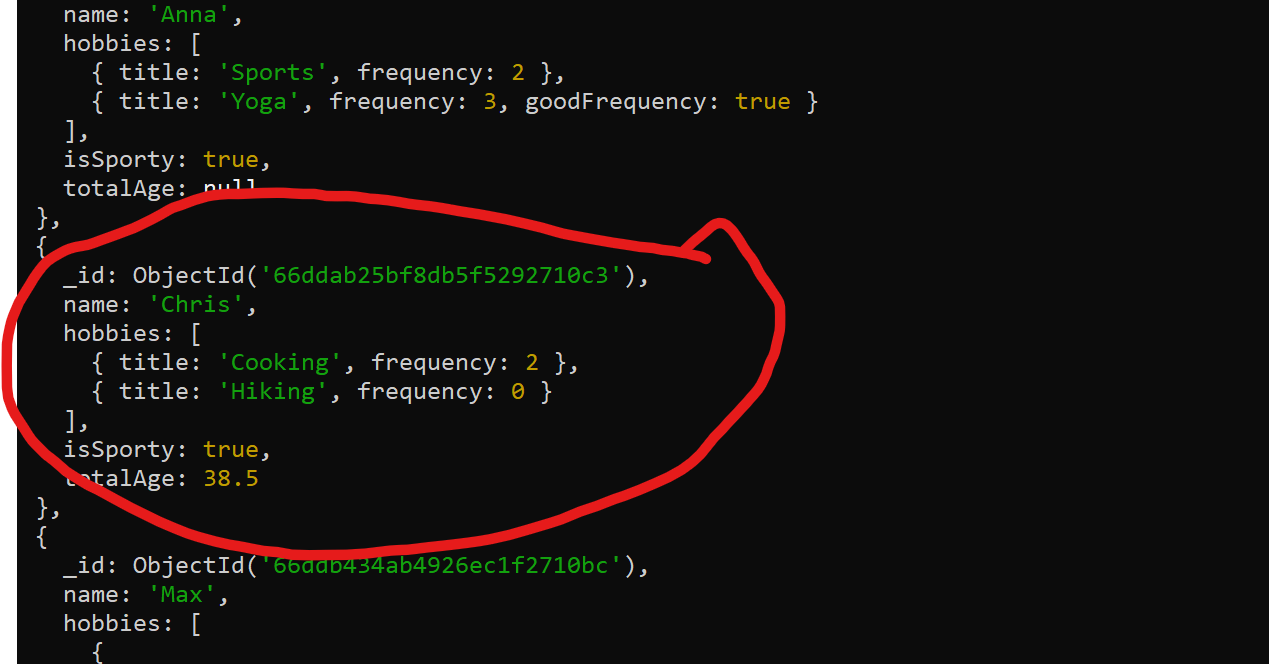 name: 'Anna',
hobbies: [
{ title: 'Sports', frequency: 2 },
{ title: 'Yoga', frequency: 3, goodFrequency: true }
],
isSporty: true,
totalAge: null
},
{
_id: ObjectId('66ddab25bf8db5f5292710c3'),
name: 'Chris',
hobbies: [
{ title: 'Cooking', frequency: 2 },
{ title: 'Hiking', frequency: 0 }
],
isSporty: true,
totalAge: 38.5
},
{
_id: ObjectId('66ddb434ab4926ec1f2710bc'),
name: 'Max',
hobbies: [
{